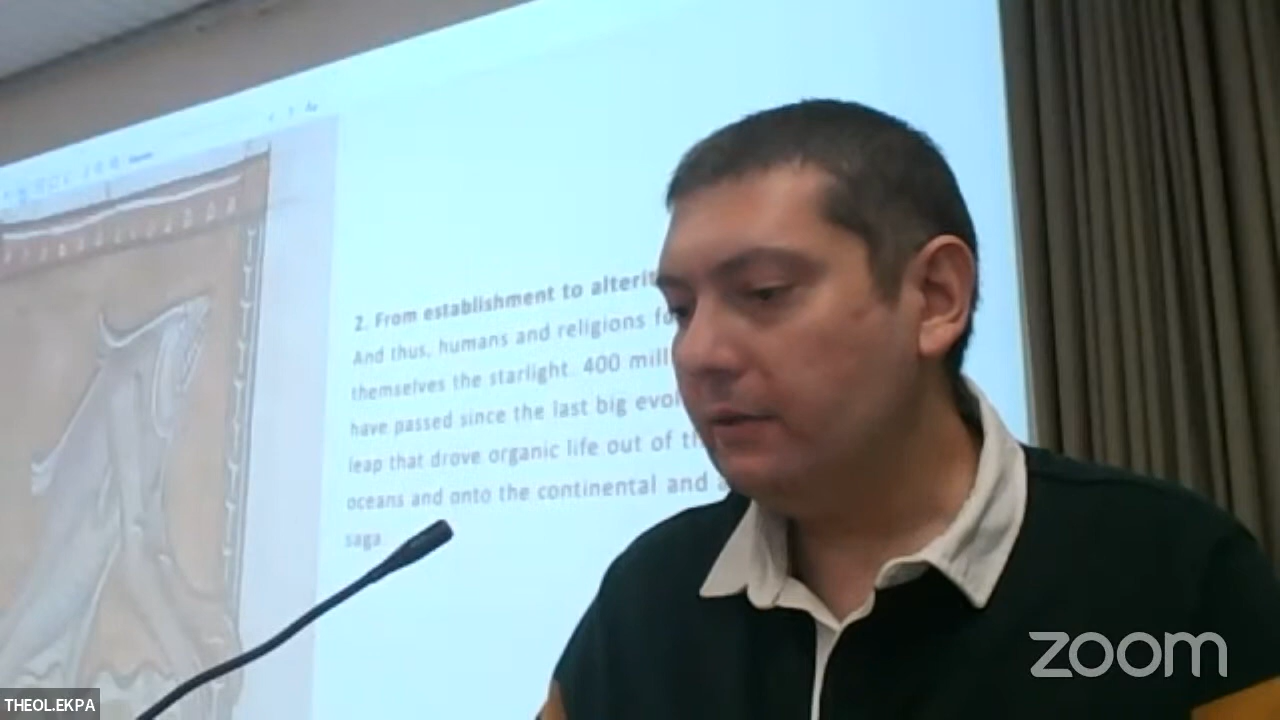 2. From establishment to alterit
And thus, humans and religions fo
themselves the starlight. 400 mill
have passed since the last big evol
leap that drove organic life out of th
oceans and onto the continental and a
saga
zoom
THEOL.EKPA